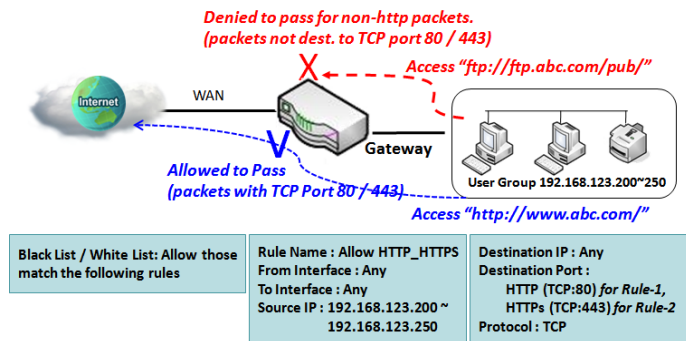 Denied to pass for non-http packets.
(packets not dest. to TCP port 80 / 443)
X
Access “ftp://ftp.abc.com/pub/”
Internet
WAN
Gateway
V
Allowed to Pass
(packets with TCP Port 80 / 443)
User Group 192.168.123.200~250
Access “http://www.abc.com/”
Black List / White List: Allow those
match the following rules
Rule Name : Allow HTTP_HTTPS
From Interface : Any
To Interface : Any
Source IP : 192.168.123.200 ~
192.168.123.250
Destination IP : Any
Destination Port :
HTTP (TCP:80) for Rule-1,
HTTPs (TCP:443) for Rule-2
Protocol : TCP